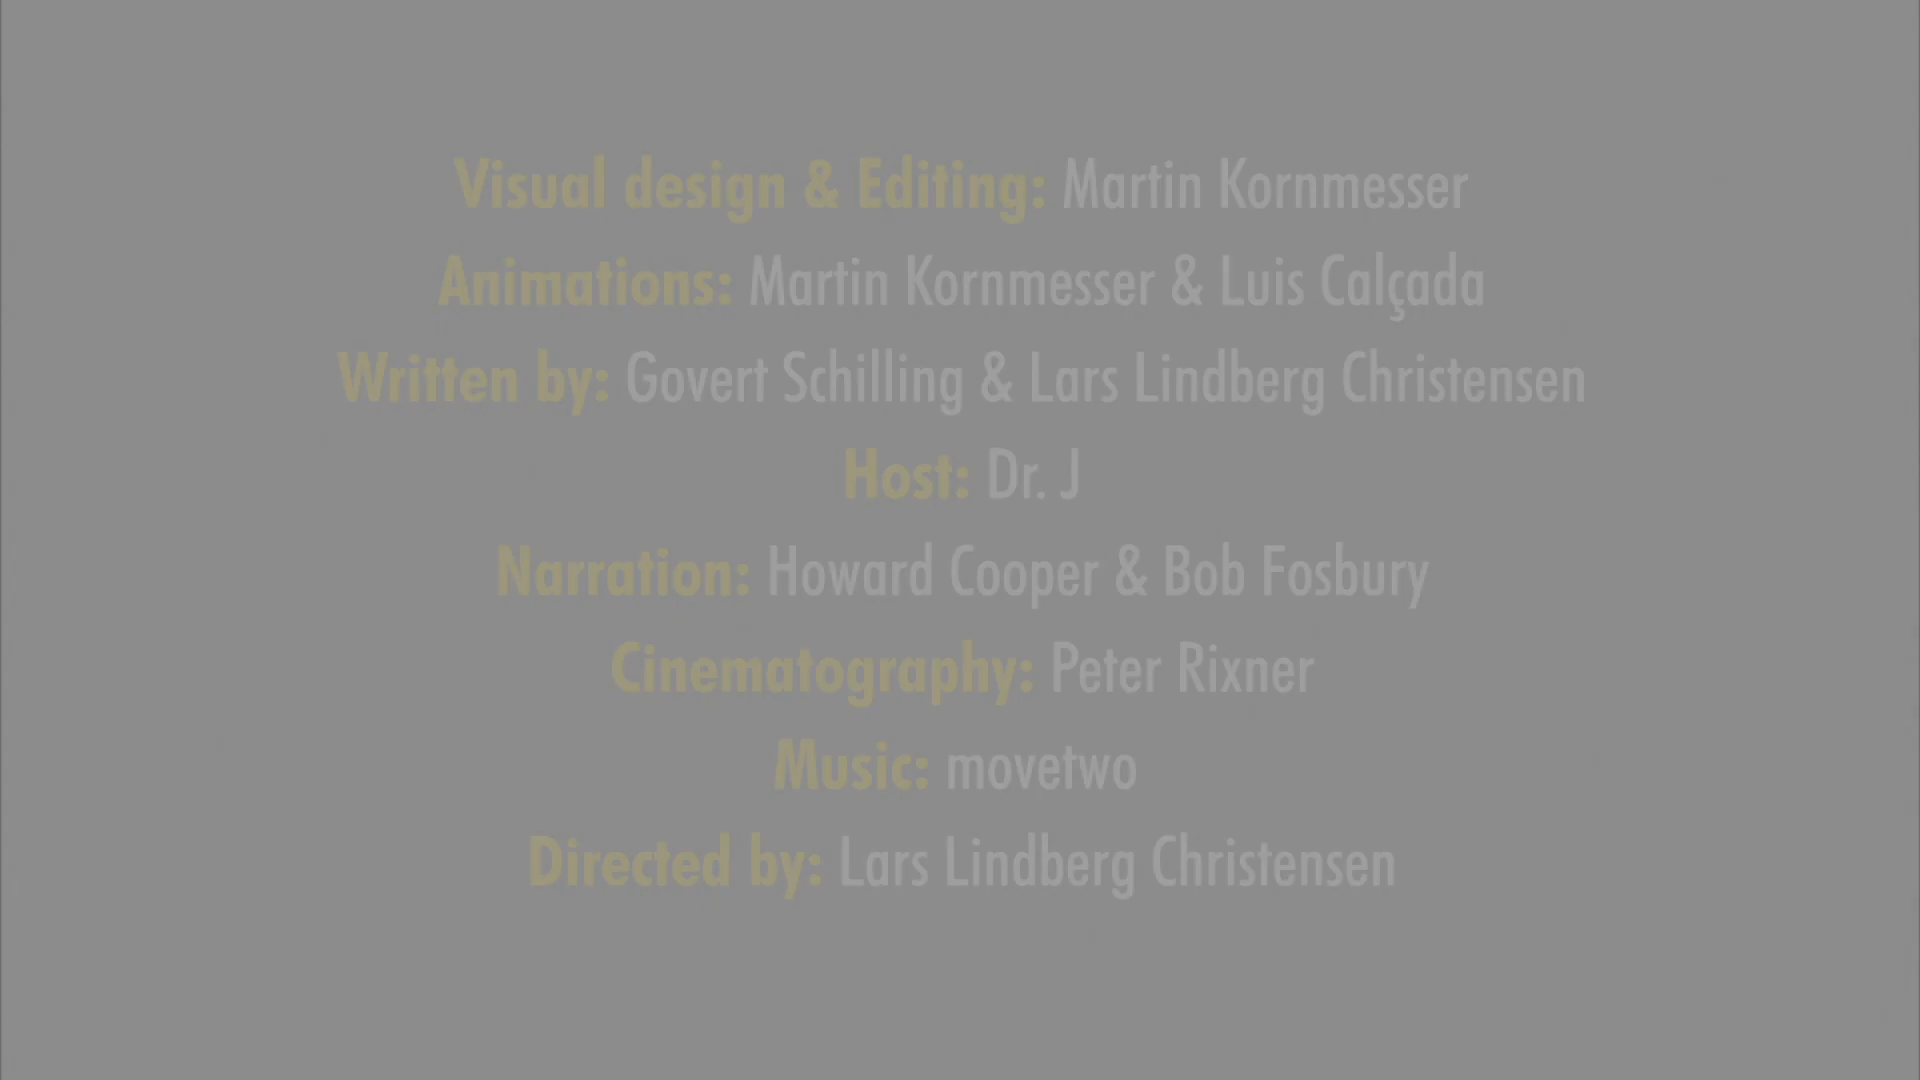 Visual design & Editing: Martin Kornmesser
Animations: Martin Kornmesser & Luis Calçada
Written by: Govert Schilling & Lars Lindberg Christensen
Host: Dr. J
Narration: Howard Cooper & Bob Fosbury
Cinematography: Peter Rixner
Music: movetwo
Directed by: Lars Lindberg Christensen